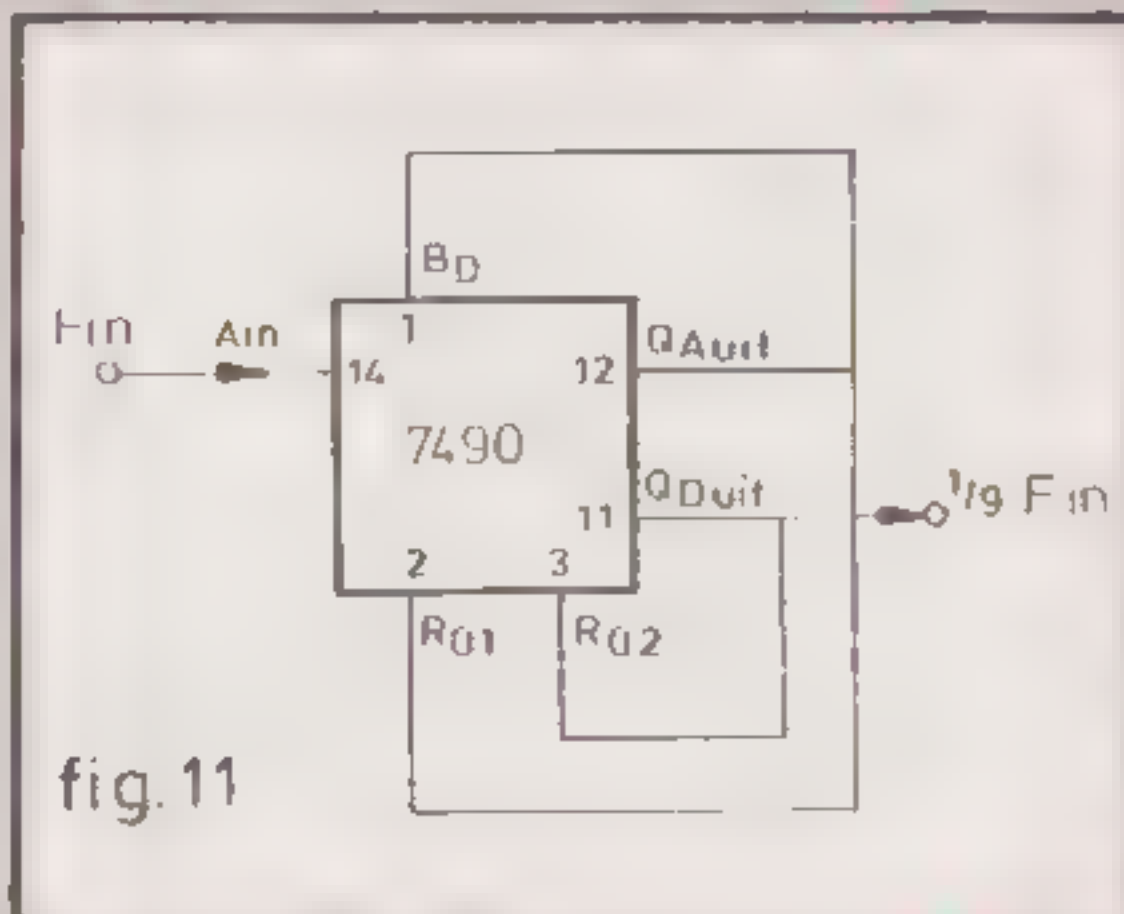 BD
Fin
Ain
1
QAuit
14
12
7490
QDuit
1/9 Fin
11
2
3
R01
R02
fig. 11